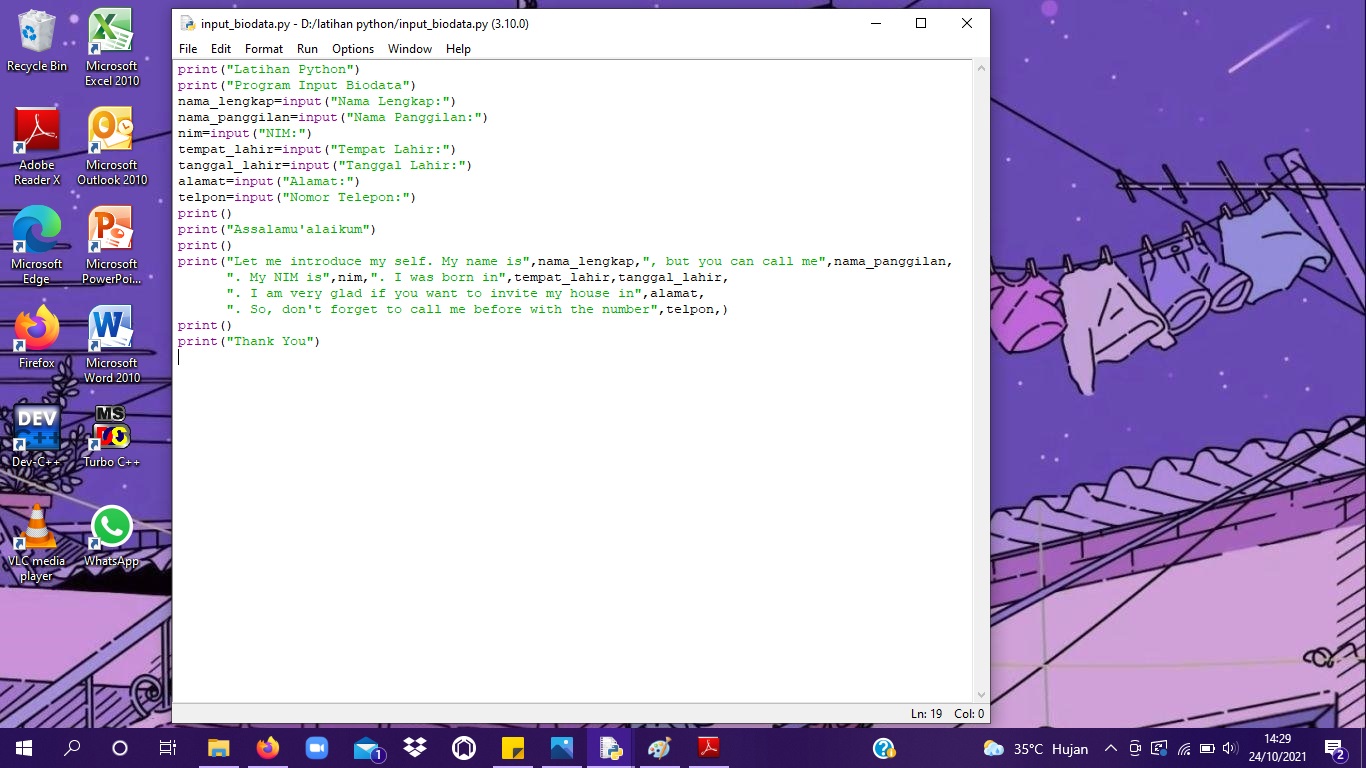 Recycle Bin
Microsoft
Excel 2010
Adobe
Reader X
Microsoft
Outlook 2010
Microsoft
Edge
Microsoft
PowerPoi...
Firefox
Microsoft
Word 2010
DEV
C++
Dev-C++
MS
Turbo C++
VLC media
player
WhatsApp
input_biodata.py - D:/latihan python/input_biodata.py (3.10.0)
File Edit Format Run Options Window Help
print("Latihan Python")
print("Program Input Biodata")
nama_lengkap=input("Nama Lengkap:")
nama_panggilan=input("Nama Panggilan:")
nim=input("NIM:")
tempat_lahir=input("Tempat Lahir:")
tanggal_lahir=input("Tanggal Lahir:")
alamat=input("Alamat:")
telpon=input("Nomor Telepon:")
print()
print("Assalamu'alaikum")
print()
print("Let me introduce my self. My name is",nama_lengkap,", but you can call me",nama_panggilan,
      ". My NIM is",nim,". I was born in",tempat_lahir,tanggal_lahir,
      ". I am very glad if you want to invite my house in",alamat,
      ". So, don't forget to call me before with the number",telpon,)
print()
print("Thank You")
Ln: 19 Col: 0
1
35°C Hujan
14:29
24/10/2021
2